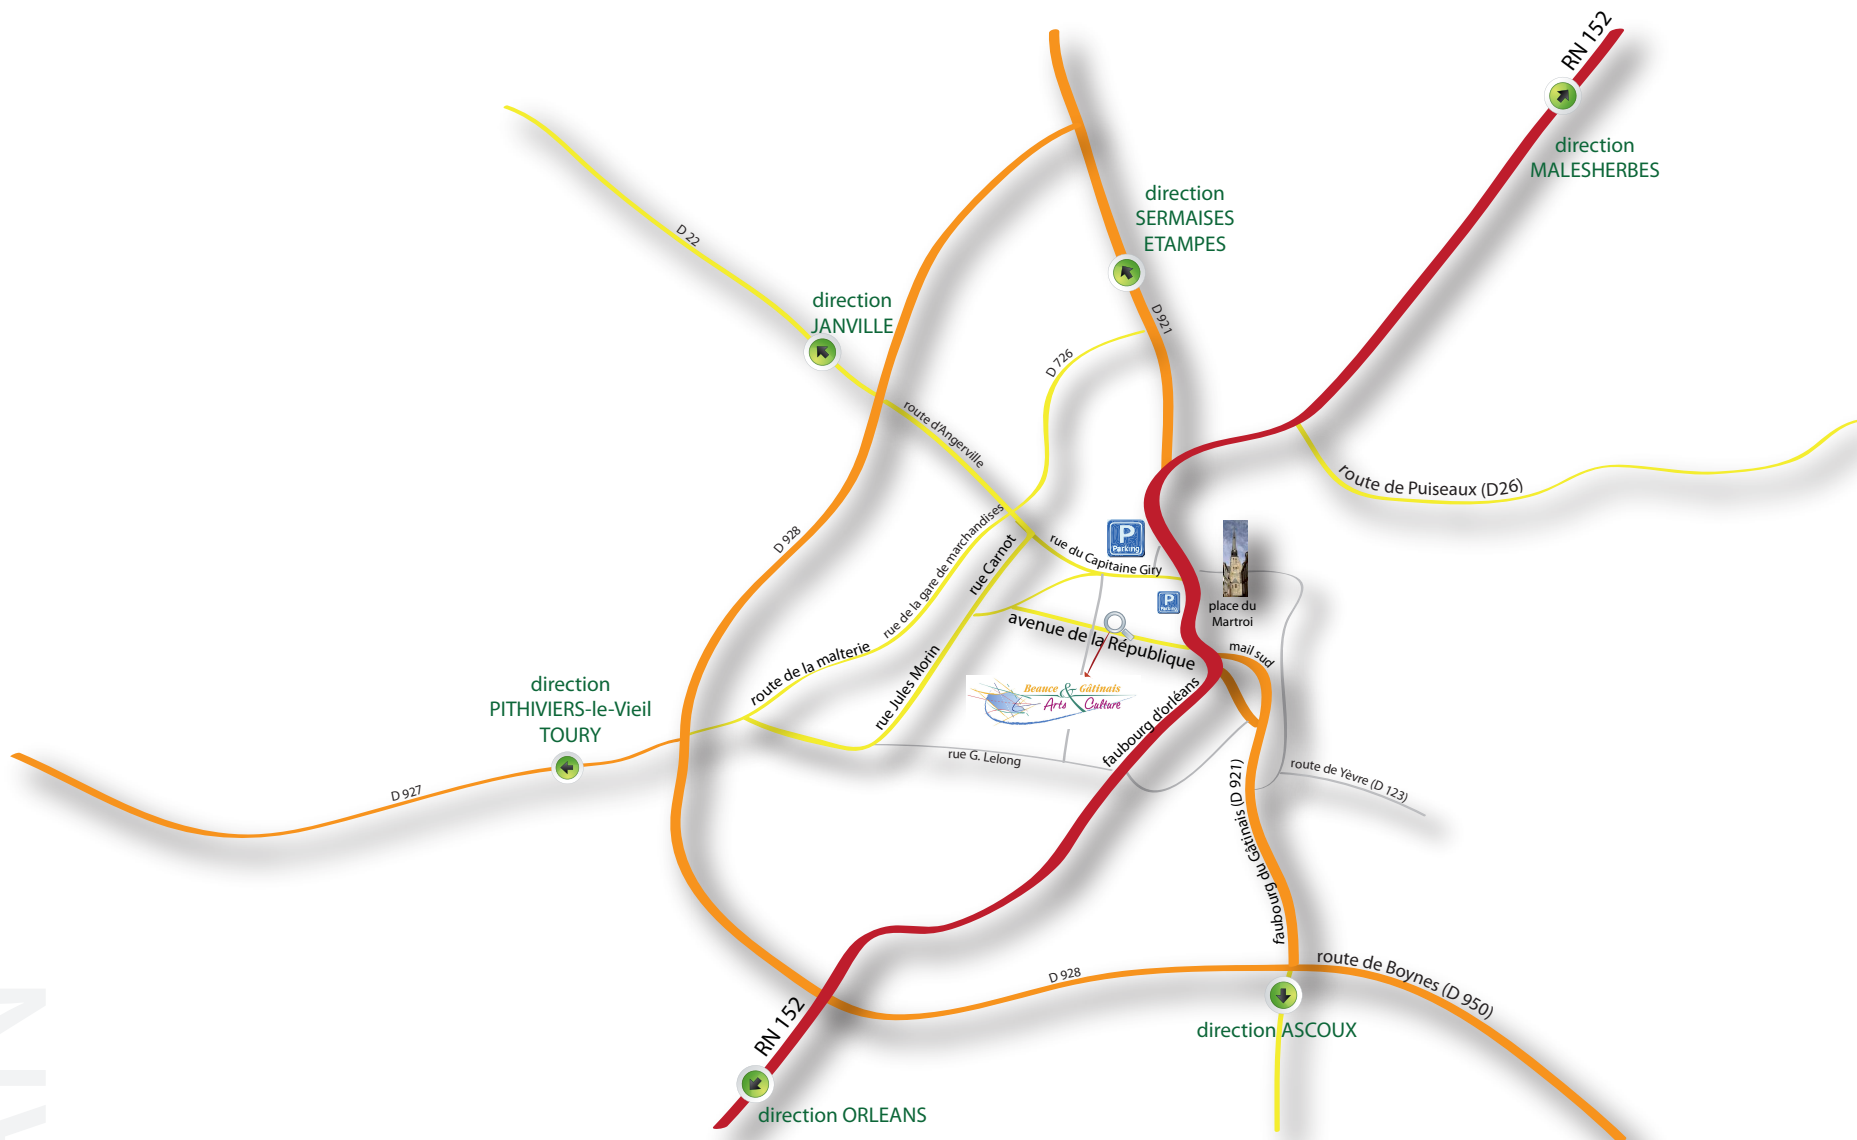 RN 152
direction
MALESHERBES
direction
SERMAISES
ETAMPES
D 22
direction
JANVILLE
D 921
D 726
route d'Angerville
route de Puiseaux (D26)
D 928
rue de la gare de marchandises
rue Carnot
rue du Capitaine Giry
P
Parking
P
Parking
place du
Martroi
avenue de la République
mail sud
route de la malterie
rue Jules Morin
Beauce & Gâtinais
Arts Culture
faubourg d'orléans
direction
PITHIVIERS-le-Vieil
TOURY
rue G. Lelong
route de Yèvre (D 123)
D 927
faubourg du Gâtinais (D 921)
D 928
route de Boynes (D 950)
RN 152
direction ASCOUX
direction ORLEANS